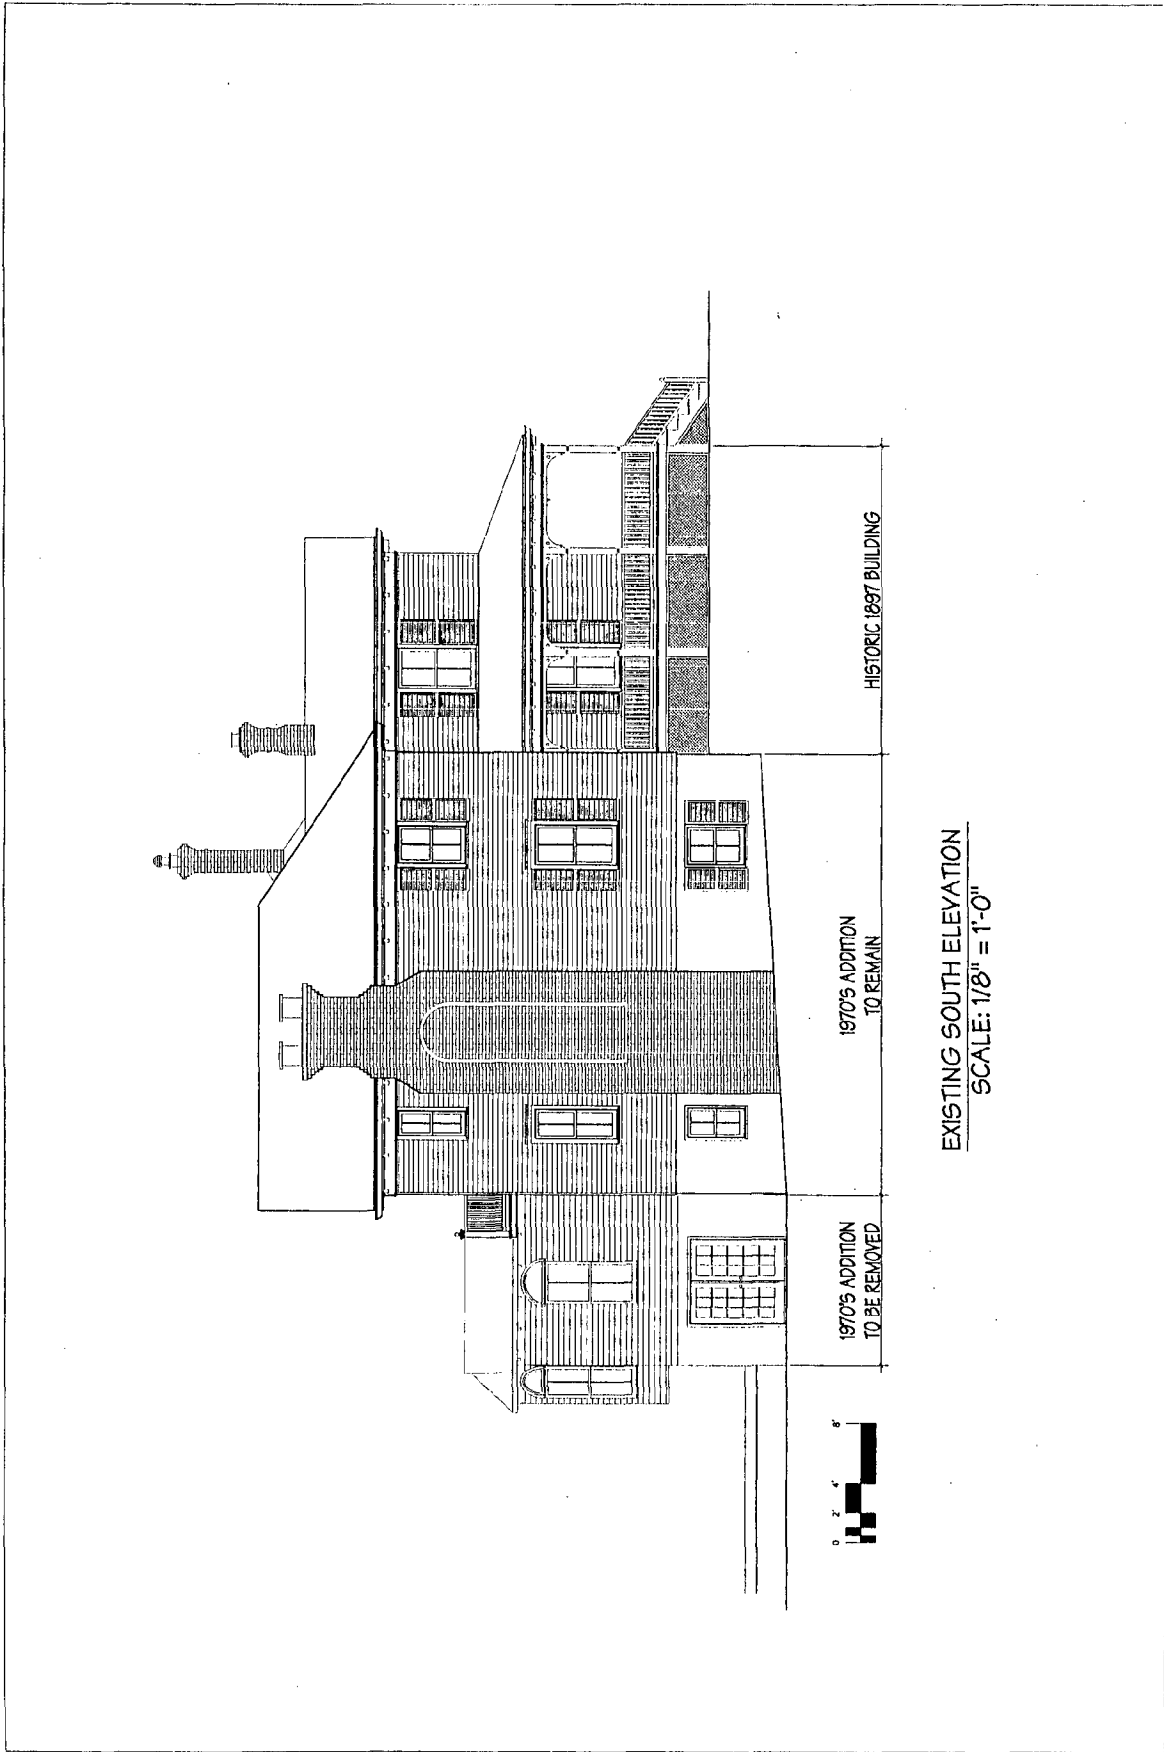 1970'S ADDITION
TO BE REMOVED
1970'S ADDITION
TO REMAIN
HISTORIC 1897 BUILDING
0 2' 4' 8'
EXISTING SOUTH ELEVATION
SCALE: 1/8" = 1'-0"